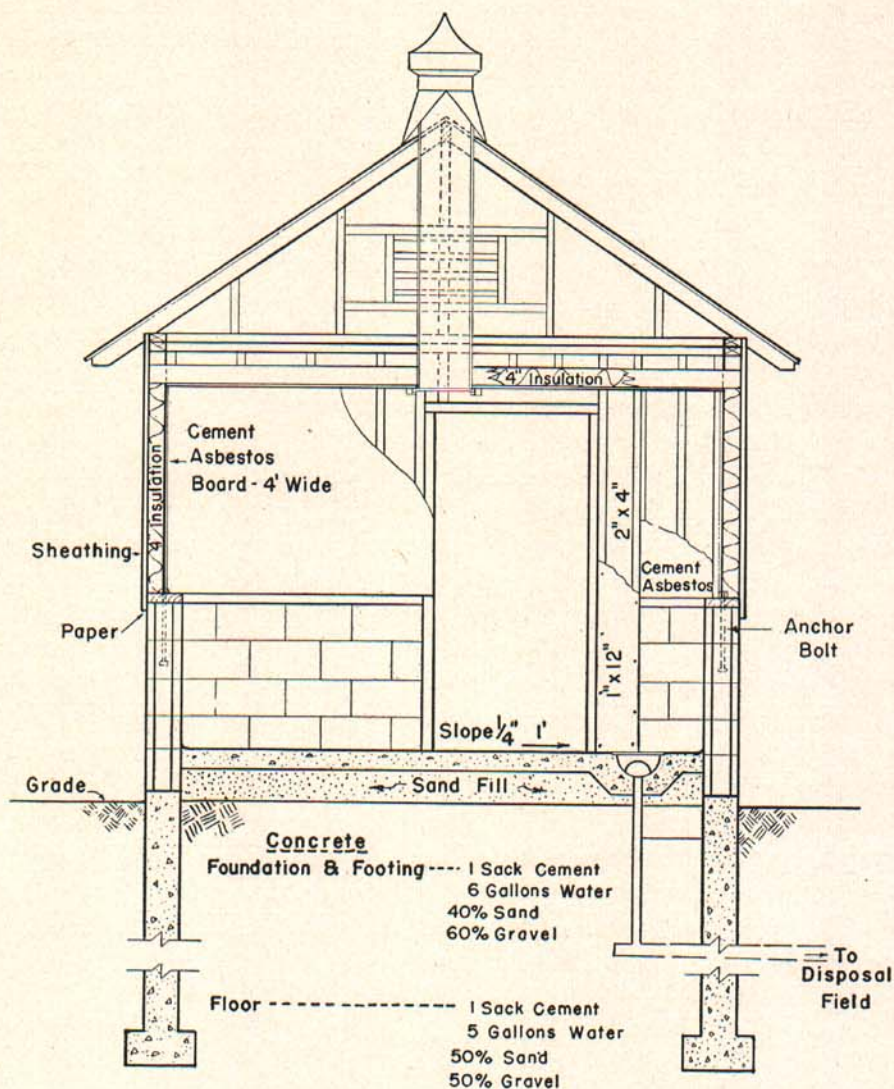 4" Insulation
Cement
Asbestos
Board - 4' Wide
4" Insulation
2" x 4"
Sheathing
Cement
Asbestos
Paper
Anchor
Bolt
1" x 12"
Slope 1/4" 1'
Grade
Sand Fill
Concrete
Foundation & Footing ---- 1 Sack Cement
6 Gallons Water
40% Sand
60% Gravel
To
Disposal
Field
Floor -------------- 1 Sack Cement
5 Gallons Water
50% Sand
50% Gravel